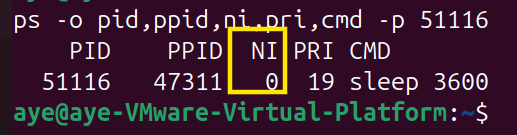 ps -o pid,ppid,ni,pri,cmd -p 51116
PID PPID NI PRI CMD
51116 47311 0 19 sleep 3600
aye@aye-VMware-Virtual-Platform:~$